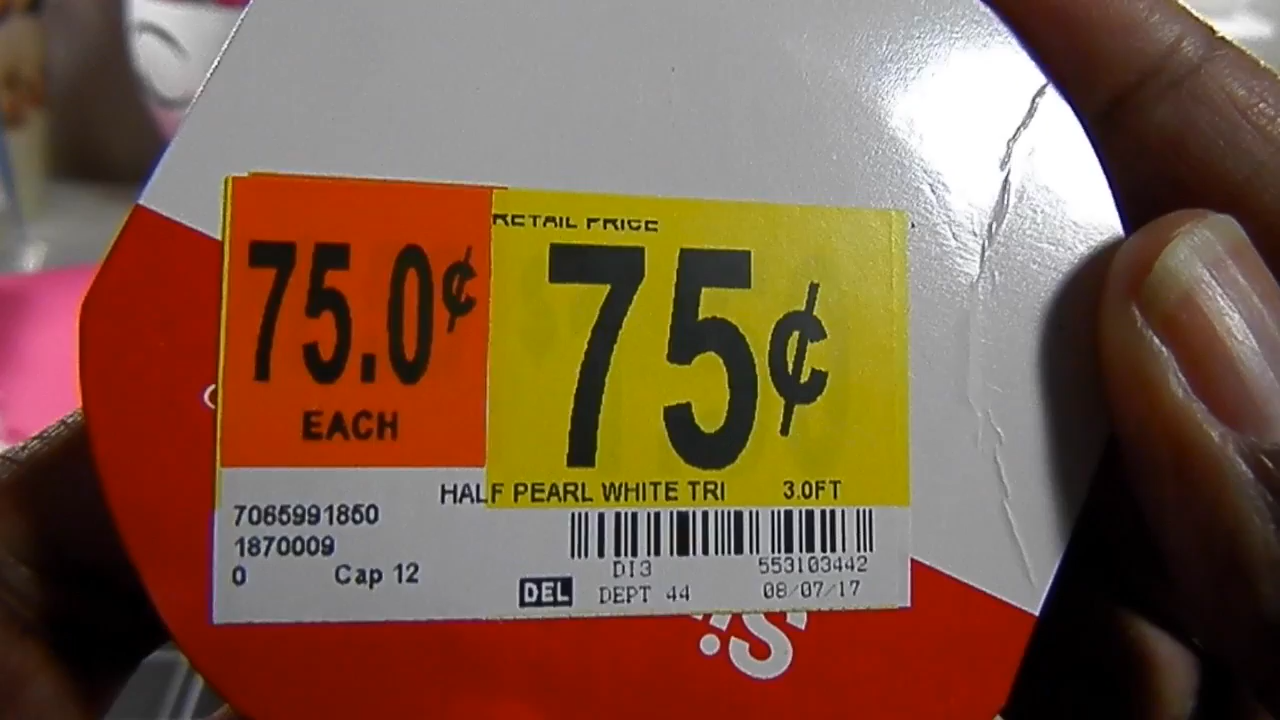 RETAIL PRICE
75.0¢
75¢
EACH
HALF PEARL WHITE TRI 3.0FT
7065991850
1870009
0 Cap 12
DI3 553103442
DEL DEPT 44 08/07/17